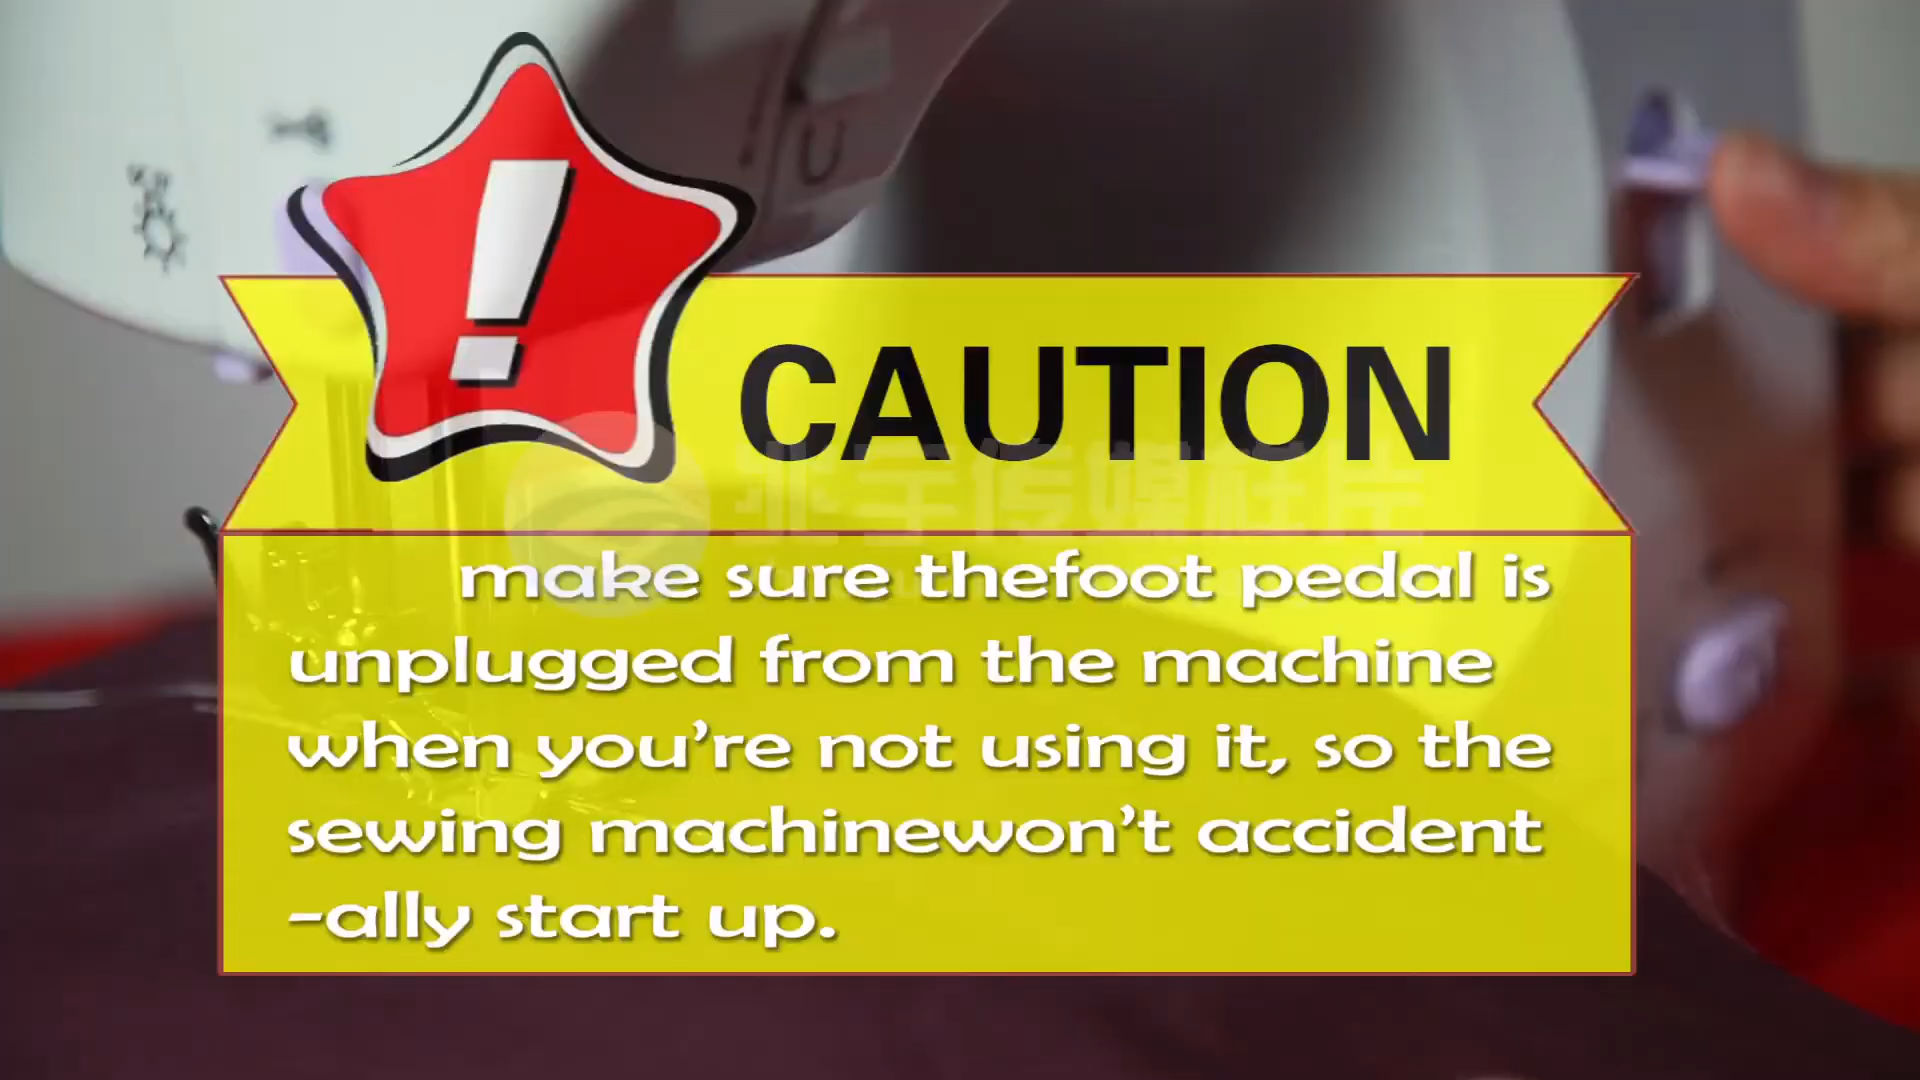 CAUTION
make sure thefoot pedal is
unplugged from the machine
when you’re not using it, so the
sewing machinewon’t accident
-ally start up.